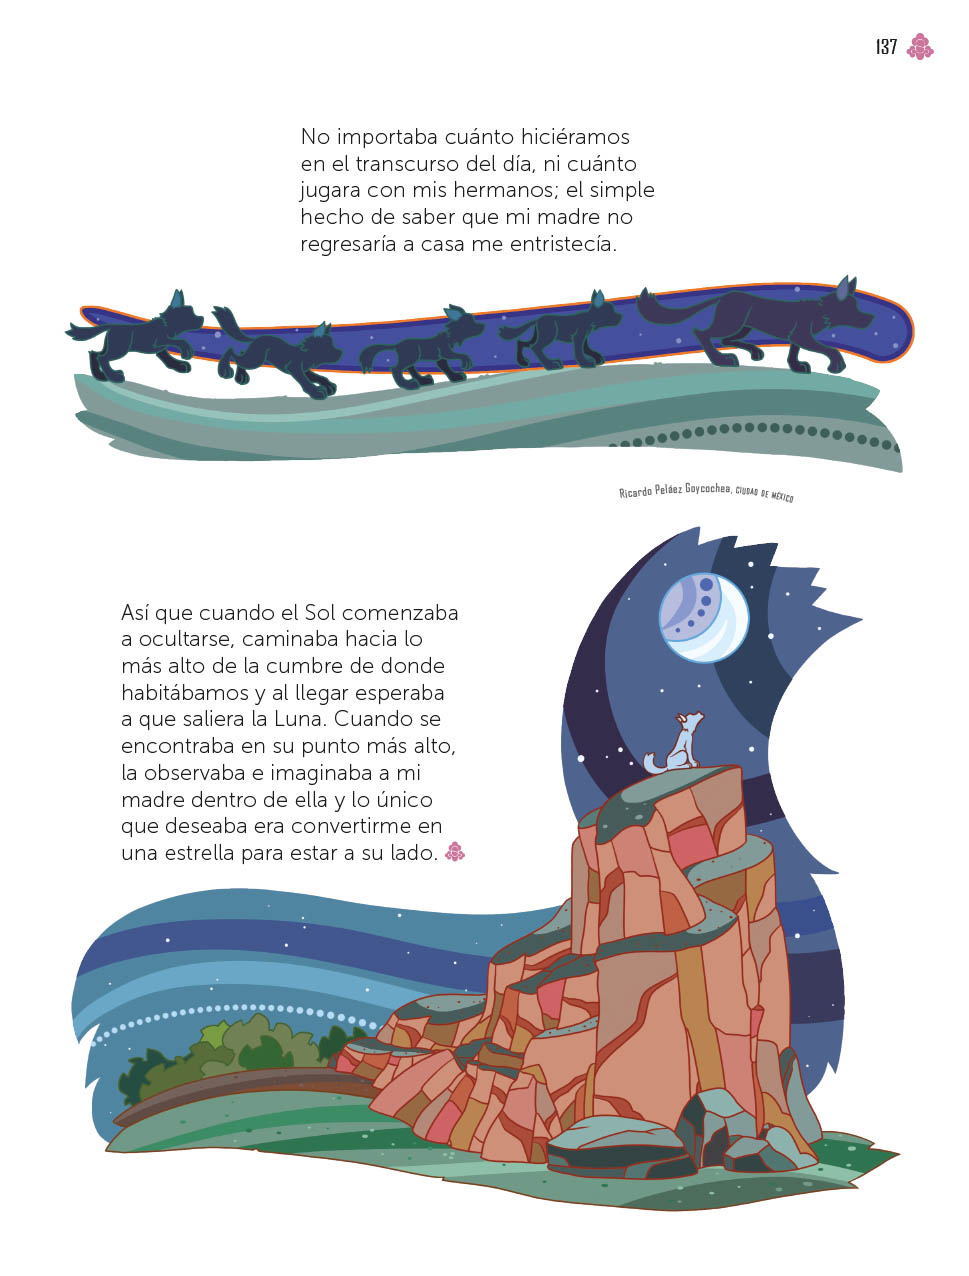 137
No importaba cuánto hiciéramos
en el transcurso del día, ni cuánto
jugara con mis hermanos; el simple
hecho de saber que mi madre no
regresaría a casa me entristecía.
Ricardo Peláez Goycochea, CIUDAD DE MÉXICO
Así que cuando el Sol comenzaba
a ocultarse, caminaba hacia lo
más alto de la cumbre de donde
habitábamos y al llegar esperaba
a que saliera la Luna. Cuando se
encontraba en su punto más alto,
la observaba e imaginaba a mi
madre dentro de ella y lo único
que deseaba era convertirme en
una estrella para estar a su lado.